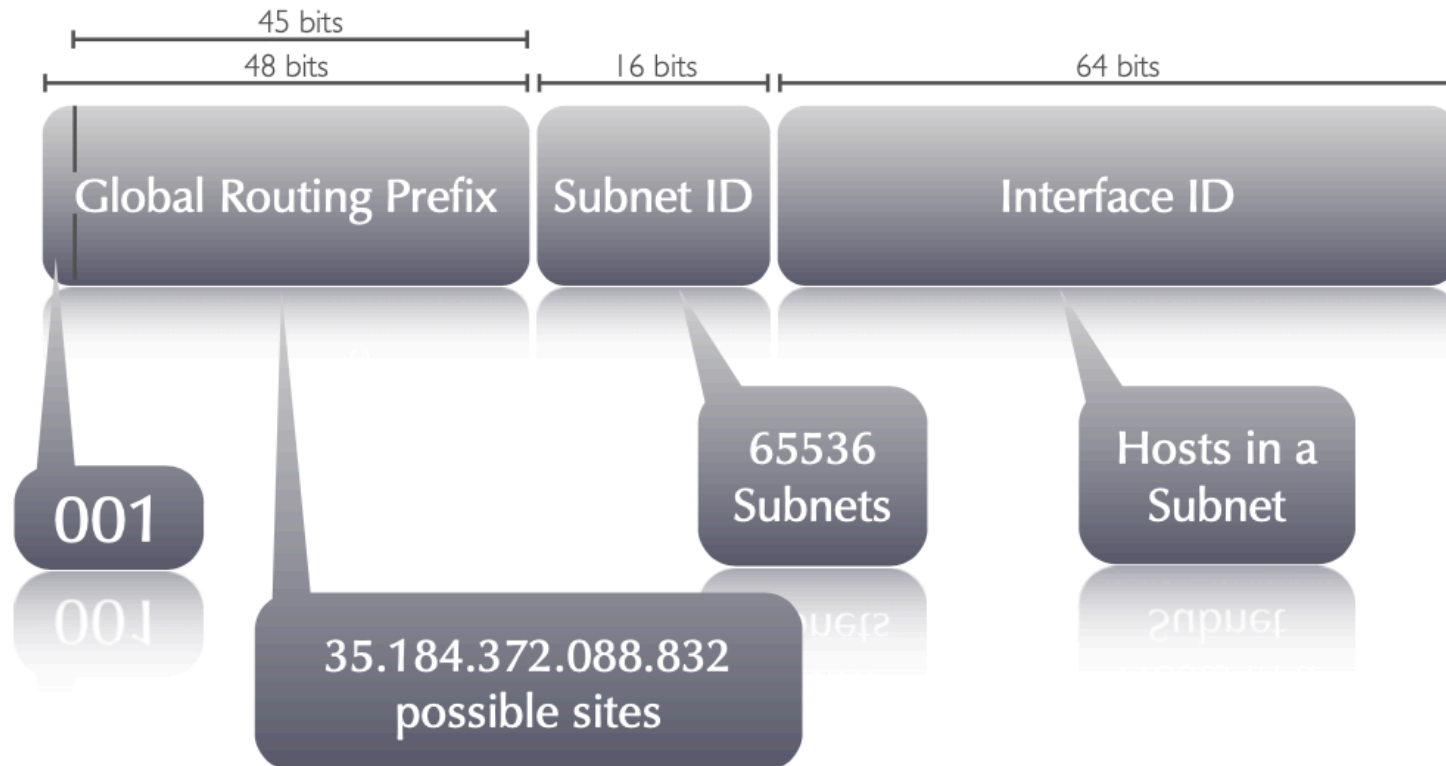 45 bits
48 bits
16 bits
64 bits
Global Routing Prefix
Subnet ID
Interface ID
65536
Subnets
Hosts in a
Subnet
001
35.184.372.088.832
possible sites